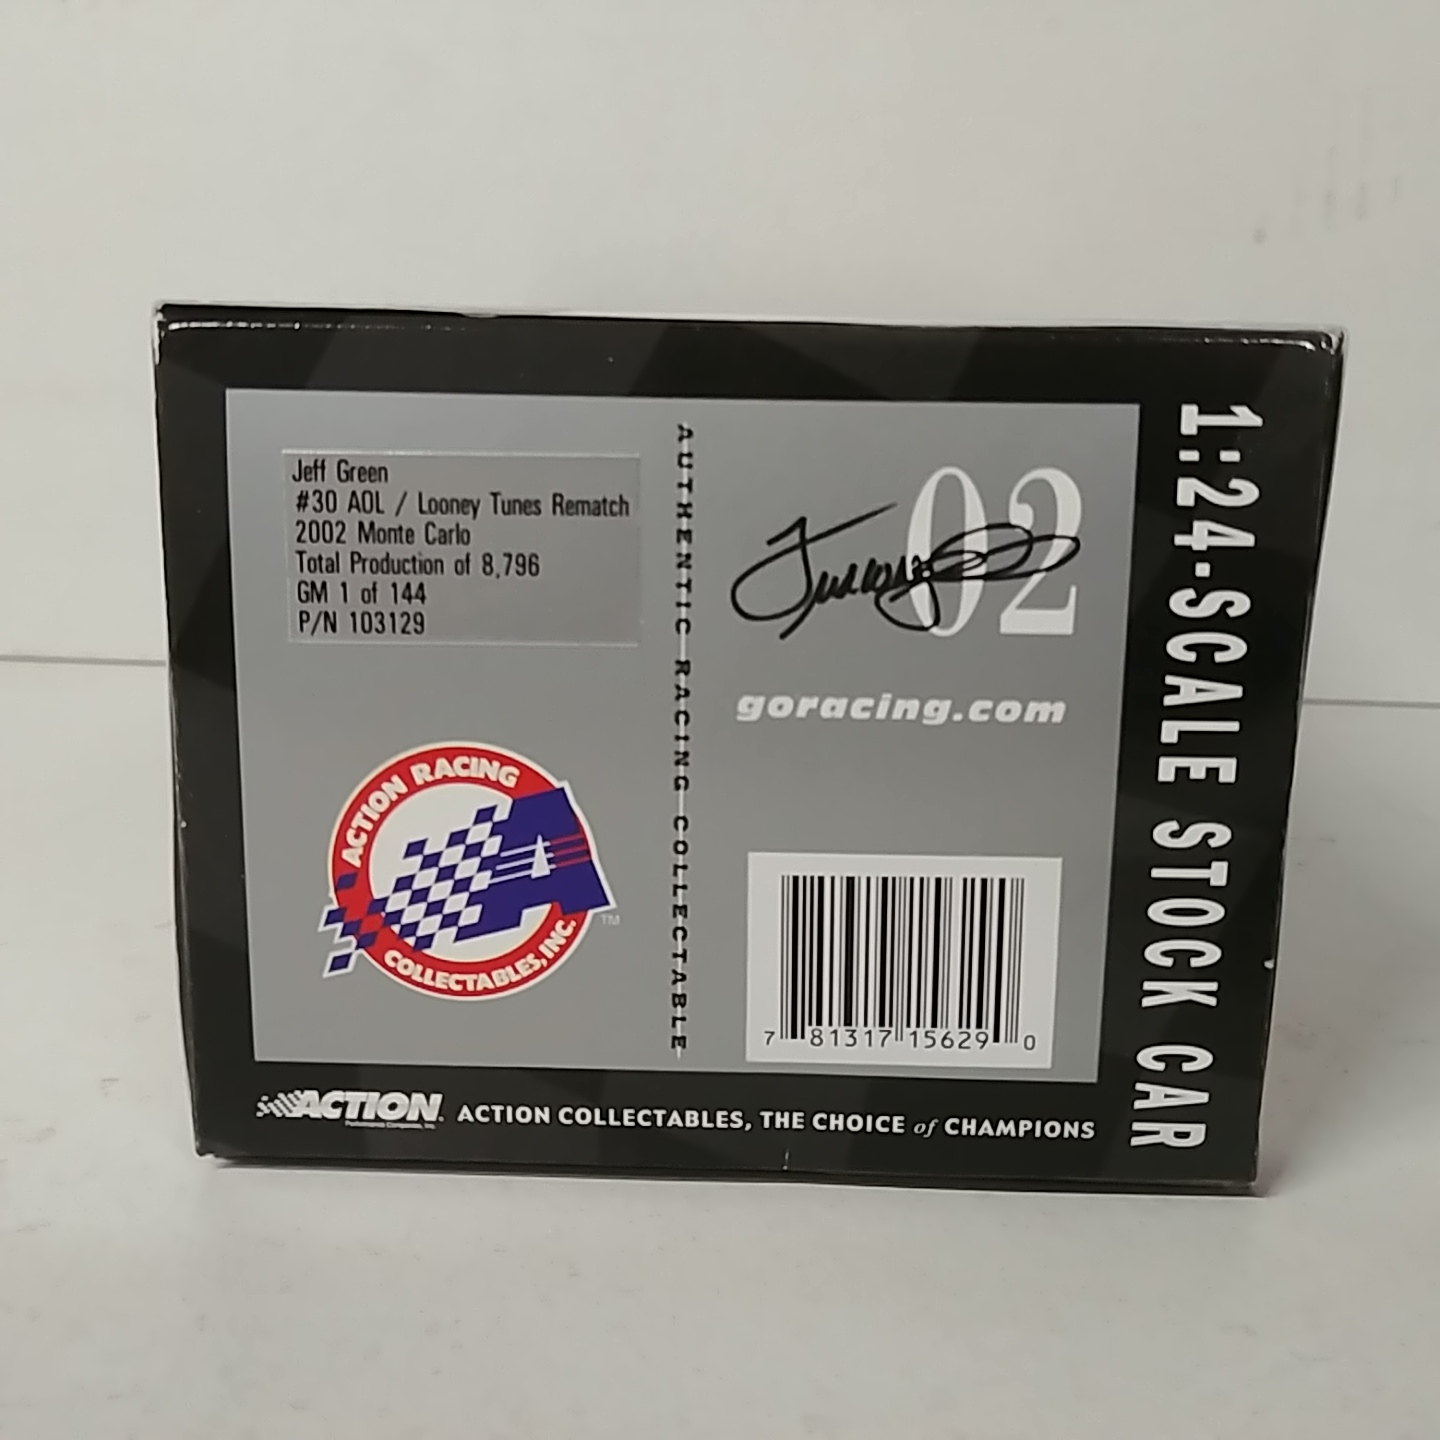 Jeff Green
#30 AOL / Looney Tunes Rematch
2002 Monte Carlo
Total Production of 8,796
GM 1 of 144
P/N 103129
AUTHENTIC RACING COLLECTABLE
02
goracing.com
ACTION RACING
COLLECTABLES, INC.
TM
7 81317 15629 0
ACTION
ACTION COLLECTABLES, THE CHOICE of CHAMPIONS
1:24-SCALE STOCK CAR